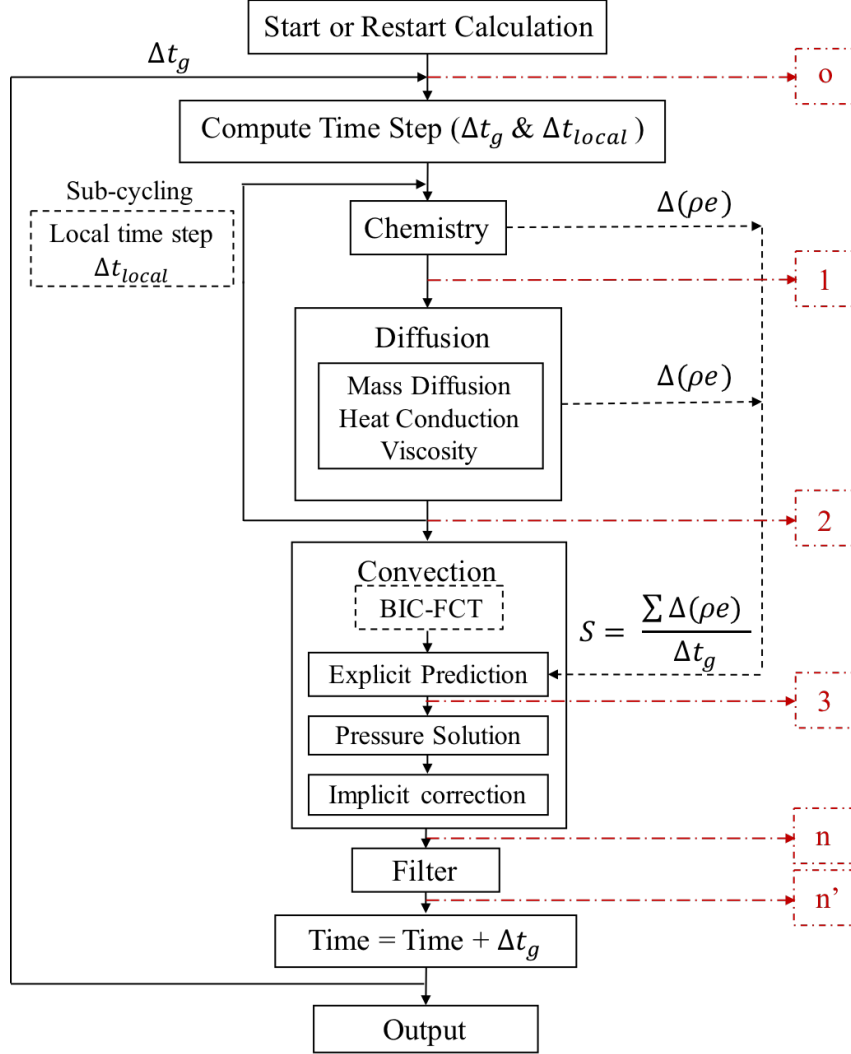 Start or Restart Calculation
Δt_g
o
Compute Time Step (Δt_g & Δt_local )
Sub-cycling
Local time step
Δt_local
Chemistry
Δ(ρe)
1
Diffusion
Mass Diffusion
Heat Conduction
Viscosity
Δ(ρe)
2
Convection
BIC-FCT
S = ∑ Δ(ρe) / Δt_g
Explicit Prediction
3
Pressure Solution
Implicit correction
n
Filter
n’
Time = Time + Δt_g
Output